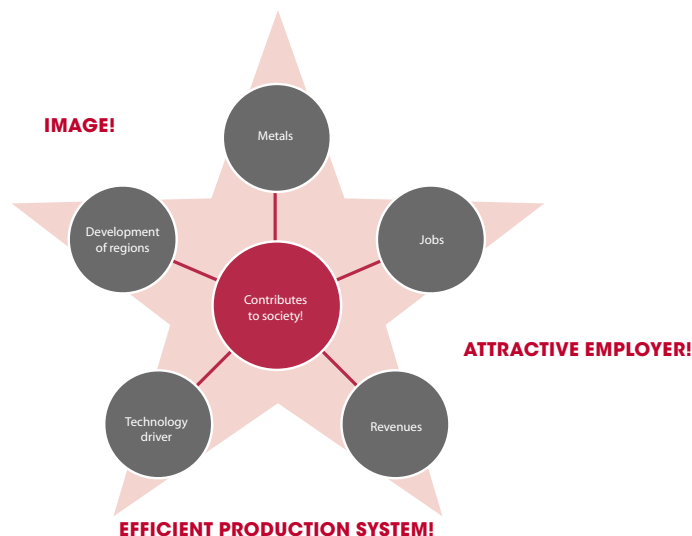 IMAGE!
Metals
Development
of regions
Jobs
Contributes
to society!
ATTRACTIVE EMPLOYER!
Technology
driver
Revenues
EFFICIENT PRODUCTION SYSTEM!